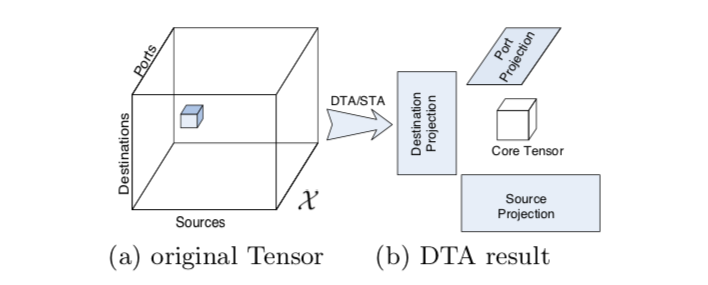 Ports
Destinations
Sources
𝒳
DTA/STA
Destination
Projection
Port
Projection
Core Tensor
Source
Projection
(a) original Tensor
(b) DTA result